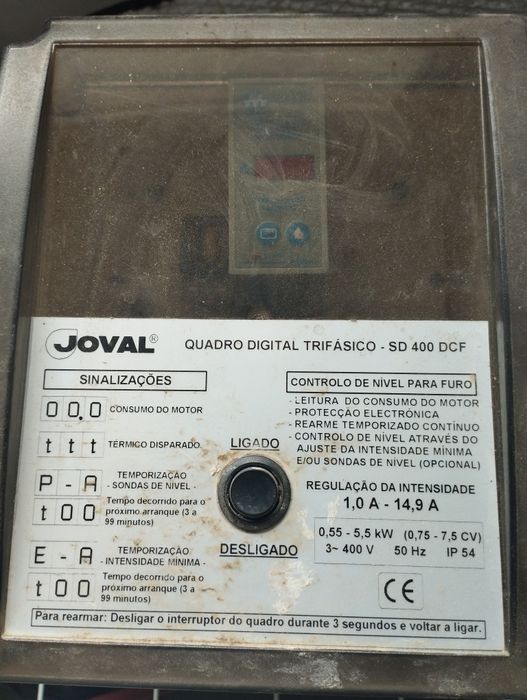 JOVAL®
QUADRO DIGITAL TRIFÁSICO - SD 400 DCF
SINALIZAÇÕES
00.0 CONSUMO DO MOTOR
t t t TÉRMICO DISPARADO
P - A TEMPORIZAÇÃO
- SONDAS DE NÍVEL -
t 0 0 Tempo decorrido para o
próximo arranque (3 a
99 minutos)
E - A TEMPORIZAÇÃO
- INTENSIDADE MÍNIMA -
t 0 0 Tempo decorrido para o
próximo arranque (3 a
99 minutos)
LIGADO
DESLIGADO
CONTROLO DE NÍVEL PARA FURO
- LEITURA DO CONSUMO DO MOTOR
- PROTECÇÃO ELECTRÓNICA
- REARME TEMPORIZADO CONTÍNUO
- CONTROLO DE NÍVEL ATRAVÉS DO
AJUSTE DA INTENSIDADE MÍNIMA
E/OU SONDAS DE NÍVEL (OPCIONAL)
REGULAÇÃO DA INTENSIDADE
1,0 A - 14,9 A
0,55 - 5,5 kW (0,75 - 7,5 CV)
3~ 400 V 50 Hz IP 54
CE
Para rearmar: Desligar o interruptor do quadro durante 3 segundos e voltar a ligar.